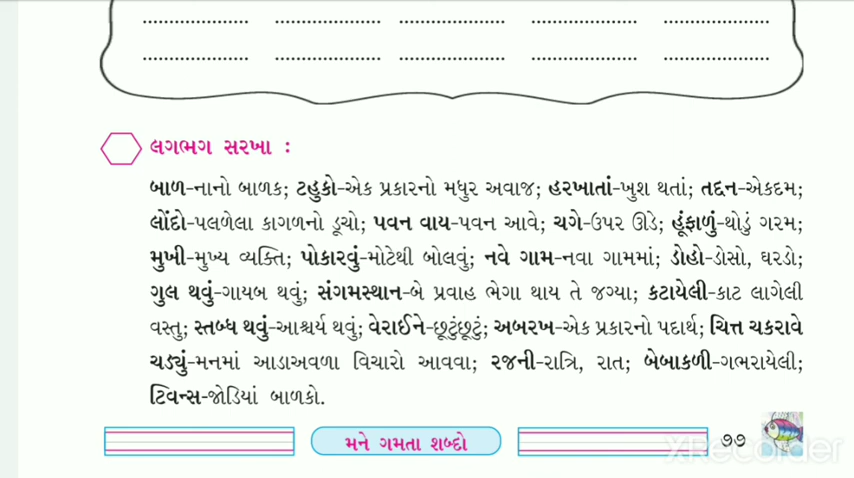 લગભગ સરખા :
બાળ-નાનો બાળક; ટહુકો-એક પ્રકારનો મધુર અવાજ; હરખાતાં-ખુશ થતાં; તદ્દન-એકદમ;
લોંદો-પલળેલા કાગળનો ડૂચો; પવન વાય-પવન આવે; ચગે-ઉપર ઊડે; હૂંફાળું-થોડું ગરમ;
મુખી-મુખ્ય વ્યક્તિ; પોકારવું-મોટેથી બોલવું; નવે ગામ-નવા ગામમાં; ડોહો-ડોસો, ઘરડો;
ગુલ થવું-ગાયબ થવું; સંગમસ્થાન-બે પ્રવાહ ભેગા થાય તે જગ્યા; કટાયેલી-કાટ લાગેલી
વસ્તુ; સ્તબ્ધ થવું-આશ્ચર્ય થવું; વેરાઈને-છૂટુંછૂટું; અબરખ-એક પ્રકારનો પદાર્થ; ચિત્ત ચકરાવે
ચડ્યું-મનમાં આડાઅવળા વિચારો આવવા; રજની-રાત્રિ, રાત; બેબાકળી-ગભરાયેલી;
ટિવન્સ-જોડિયાં બાળકો.
મને ગમતા શબ્દો
૭૭
XRecorder